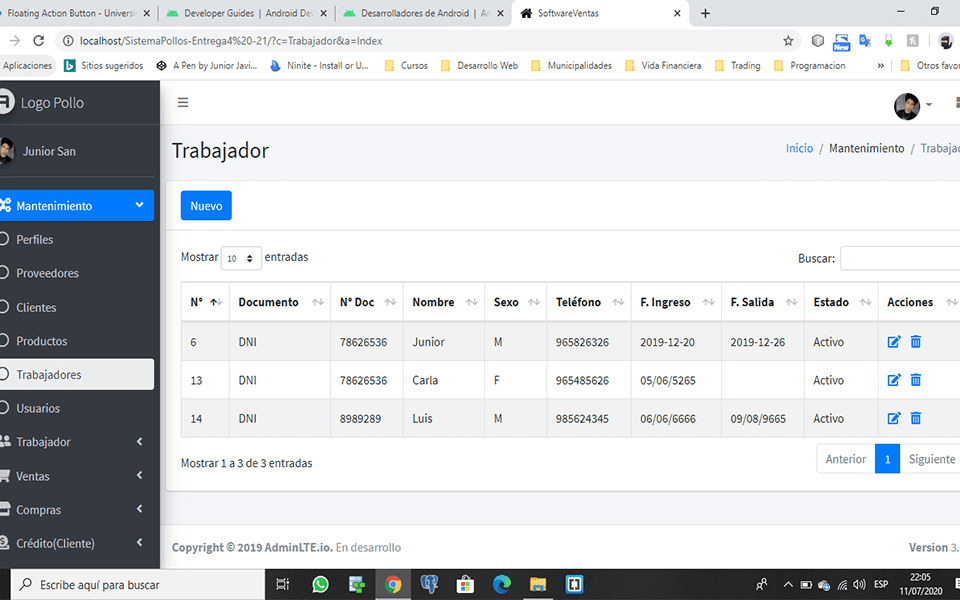 Floating Action Button - Universi
Developer Guides | Android Dev
Desarrolladores de Android | An
SoftwareVentas
localhost/SistemaPollos-Entrega4%20-21/?c=Trabajador&a=Index
New
Aplicaciones
Sitios sugeridos
A Pen by Junior Javi...
Ninite - Install or U...
Cursos
Desarrollo Web
Municipalidades
Vida Financiera
Trading
Programacion
»
Otros favor
Logo Pollo
Junior San
Trabajador
Inicio / Mantenimiento / Trabajad
Mantenimiento
Perfiles
Proveedores
Clientes
Productos
Trabajadores
Usuarios
Trabajador
Ventas
Compras
Crédito(Cliente)
Nuevo
Mostrar 10 entradas
Buscar:
N° Documento N° Doc Nombre Sexo Teléfono F. Ingreso F. Salida Estado Acciones
6 DNI 78626536 Junior M 965826326 2019-12-20 2019-12-26 Activo
13 DNI 78626536 Carla F 965485626 05/06/5265 Activo
14 DNI 8989289 Luis M 985624345 06/06/6666 09/08/9665 Activo
Mostrar 1 a 3 de 3 entradas
Anterior 1 Siguiente
Copyright © 2019 AdminLTE.io. En desarrollo
Version 3.
Escribe aquí para buscar
ESP
22:05
11/07/2020